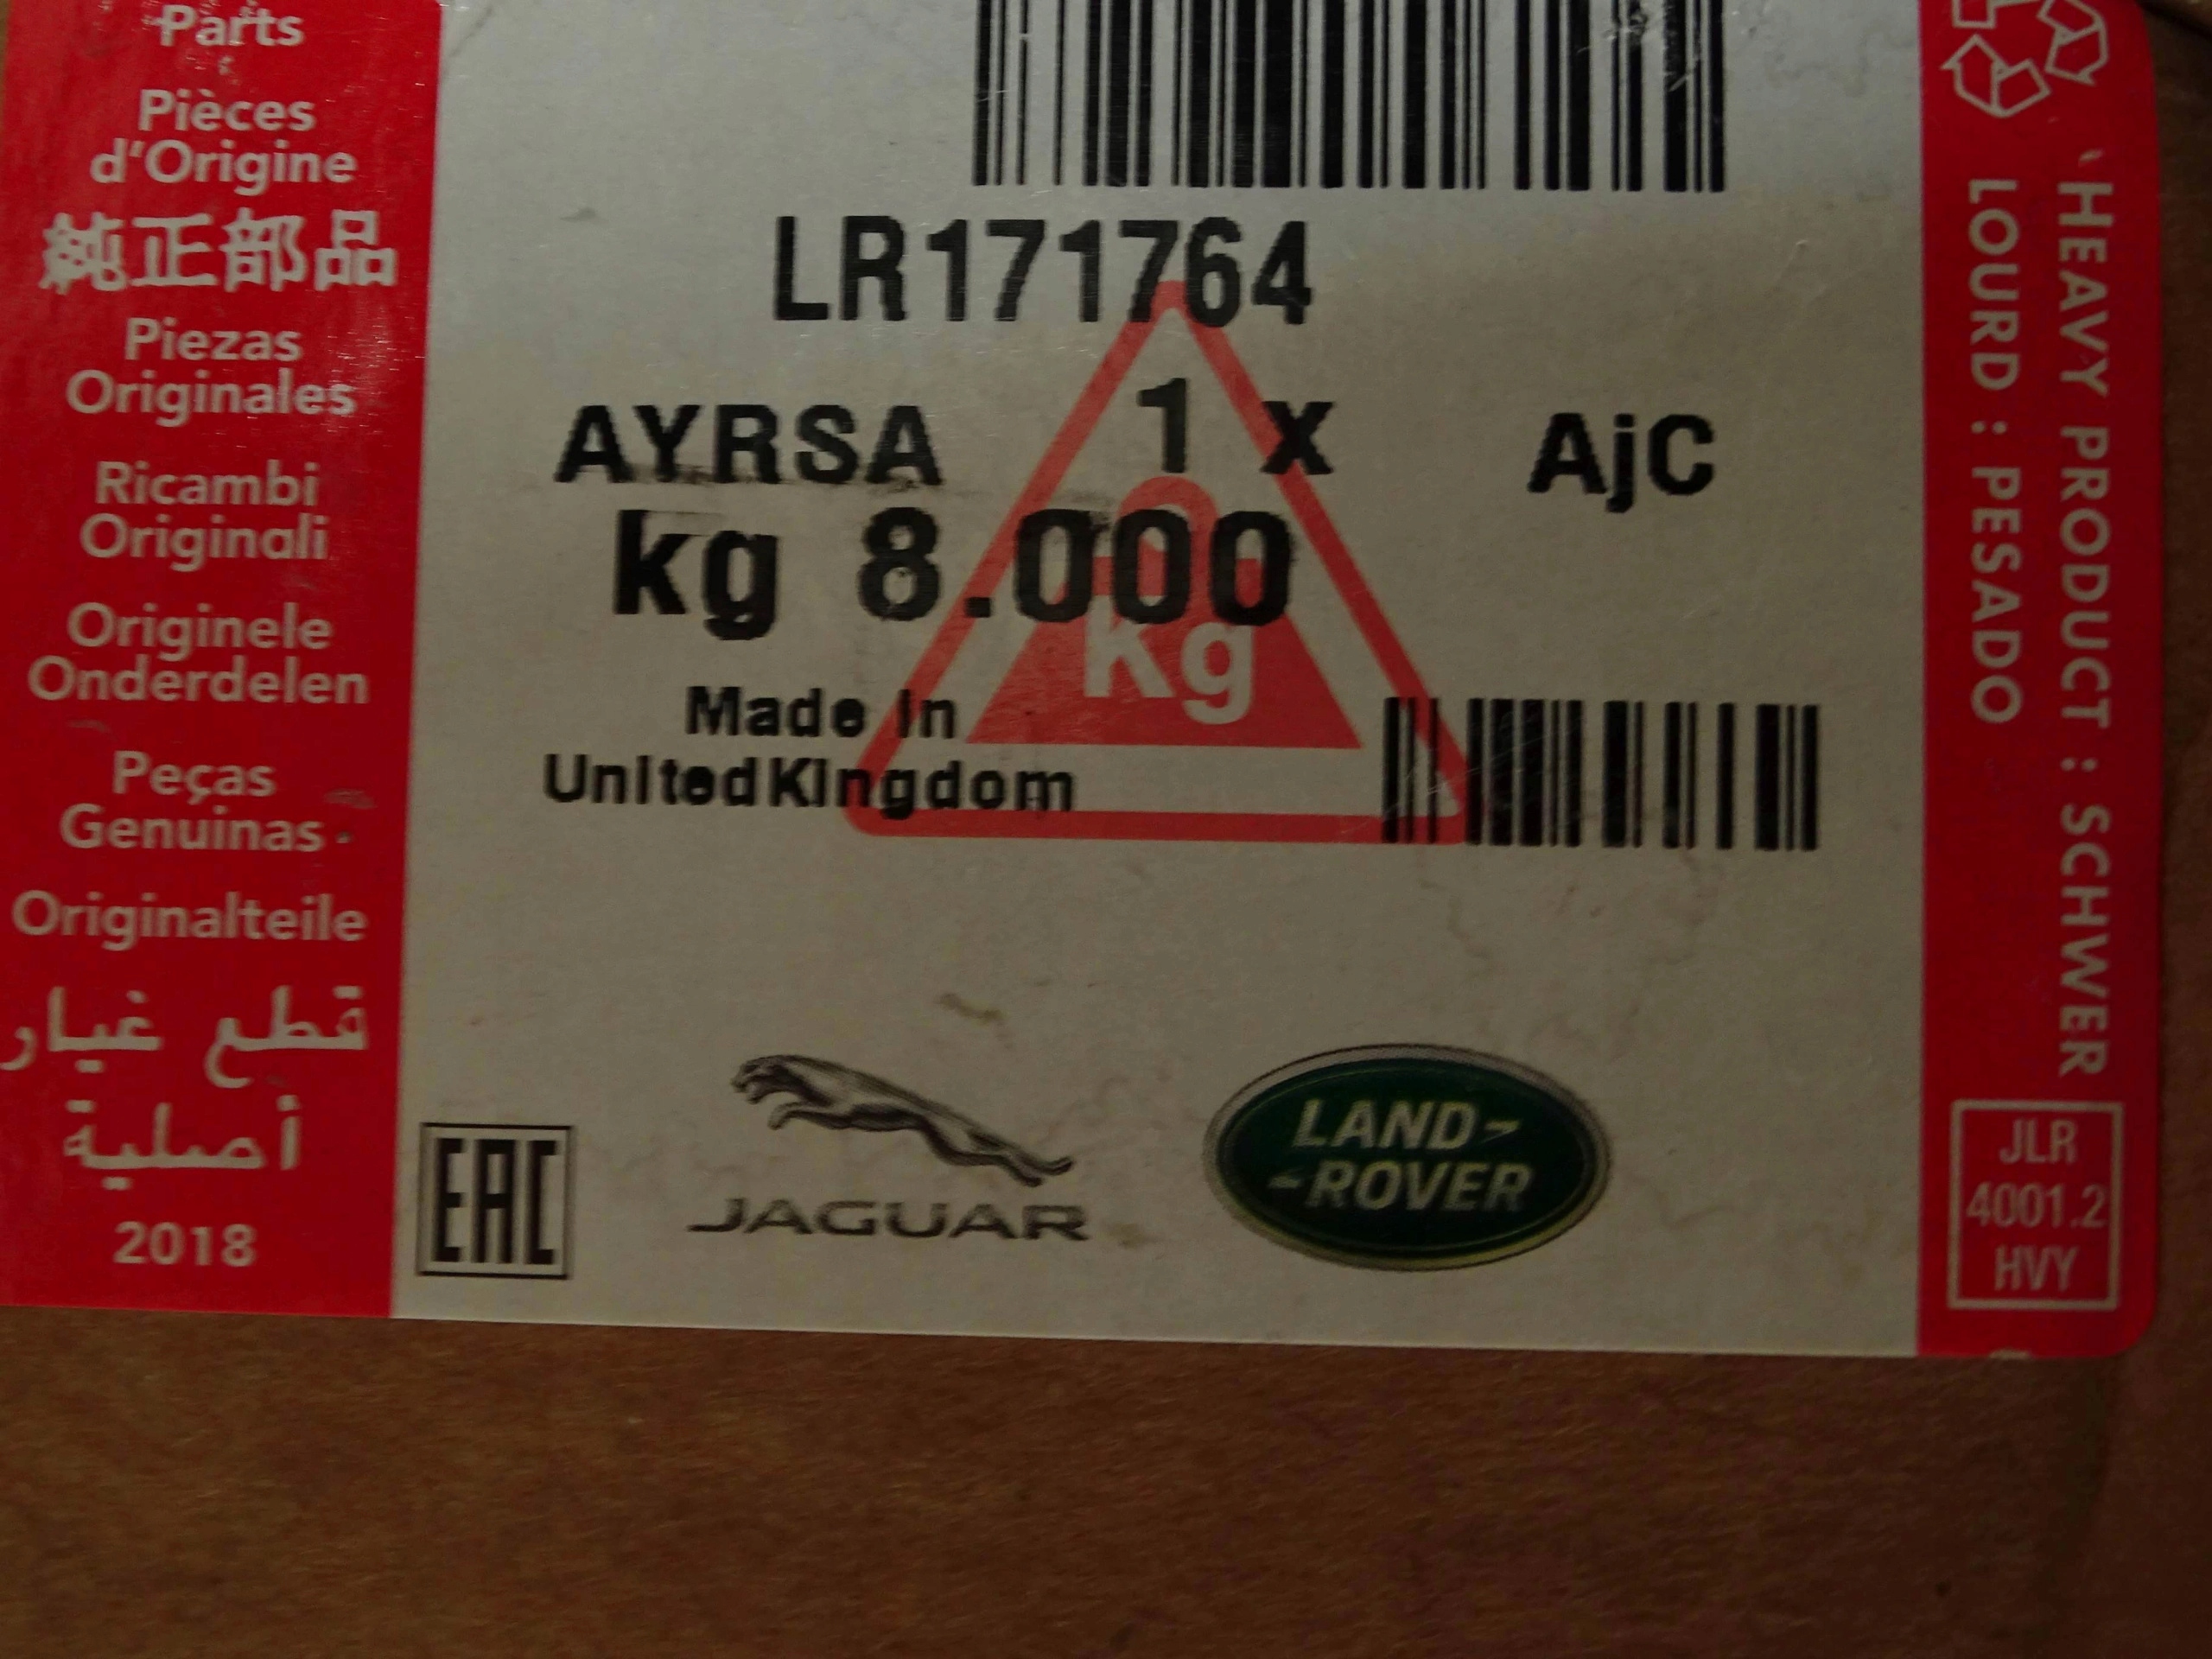 Parts
Pièces
d'Origine
純正部品
Piezas
Originales
Ricambi
Originali
Originele
Onderdelen
Peças
Genuinas
Originalteile
قطع غيار
أصلية
2018
LR171764
AYRSA 1 x AjC
kg 8.000
kg
Made In
UnitedKingdom
EAC
JAGUAR
LAND-
-ROVER
HEAVY PRODUCT : SCHWER
LOURD : PESADO
JLR
4001.2
HVY